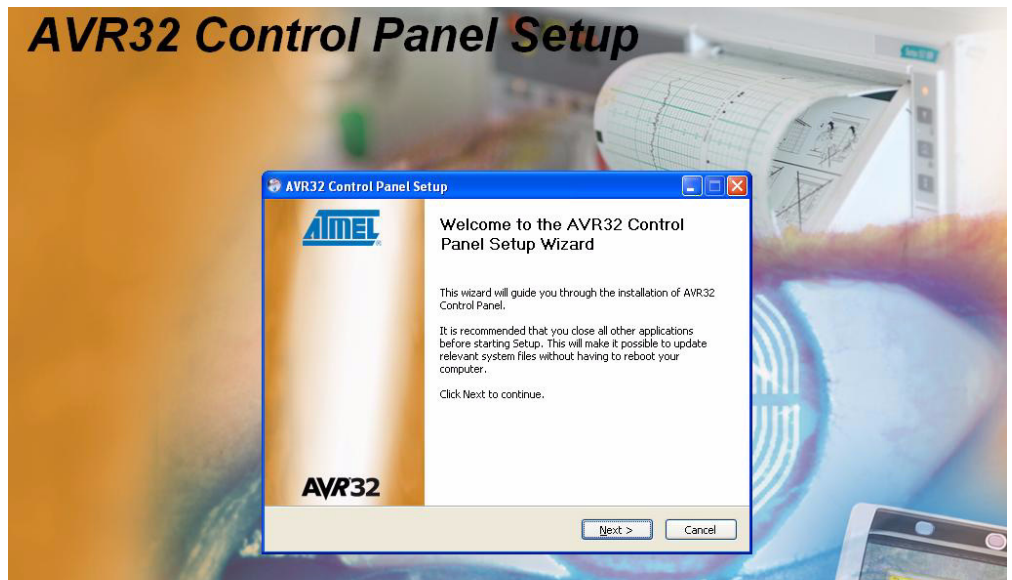 AVR32 Control Panel Setup
AVR32 Control Panel Setup
ATMEL
Welcome to the AVR32 Control
Panel Setup Wizard
This wizard will guide you through the installation of AVR32
Control Panel.
It is recommended that you close all other applications
before starting Setup. This will make it possible to update
relevant system files without having to reboot your
computer.
Click Next to continue.
AVR32
Next >
Cancel